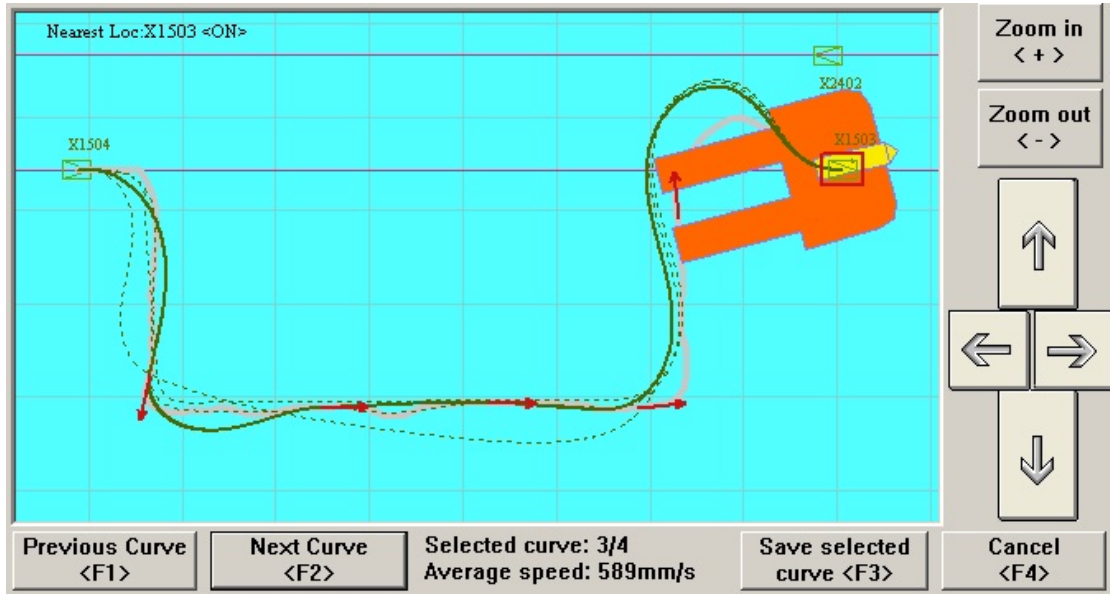 Nearest Loc:X1503 <ON>
Zoom in
< + >
X2402
Zoom out
< - >
X1504
X1503
Previous Curve
<F1>
Next Curve
<F2>
Selected curve: 3/4
Average speed: 589mm/s
Save selected
curve <F3>
Cancel
<F4>